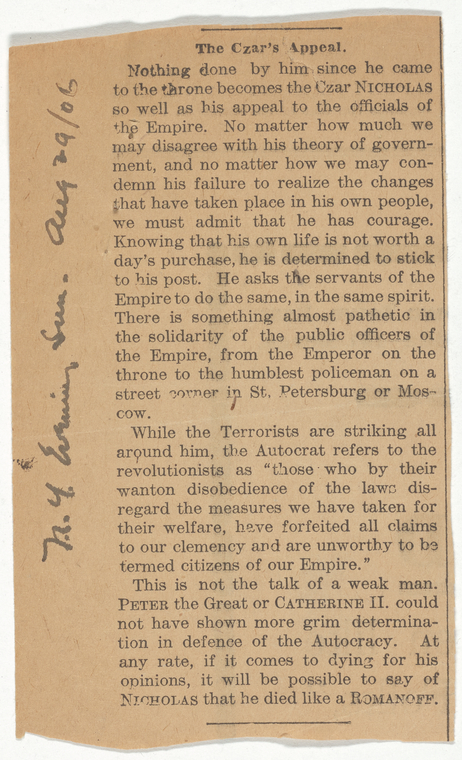 The Czar's Appeal.
Nothing done by him since he came
to the throne becomes the Czar NICHOLAS
so well as his appeal to the officials of
the Empire. No matter how much we
may disagree with his theory of govern-
ment, and no matter how we may con-
demn his failure to realize the changes
that have taken place in his own people,
we must admit that he has courage.
Knowing that his own life is not worth a
day's purchase, he is determined to stick
to his post. He asks the servants of the
Empire to do the same, in the same spirit.
There is something almost pathetic in
the solidarity of the public officers of
the Empire, from the Emperor on the
throne to the humblest policeman on a
street corner in St. Petersburg or Mos-
cow.
While the Terrorists are striking all
around him, the Autocrat refers to the
revolutionists as "those who by their
wanton disobedience of the laws dis-
regard the measures we have taken for
their welfare, have forfeited all claims
to our clemency and are unworthy to be
termed citizens of our Empire."
This is not the talk of a weak man.
PETER the Great or CATHERINE II. could
not have shown more grim determina-
tion in defence of the Autocracy. At
any rate, if it comes to dying for his
opinions, it will be possible to say of
NICHOLAS that he died like a ROMANOFF.
N. Y. Evening Sun. Aug 29/06